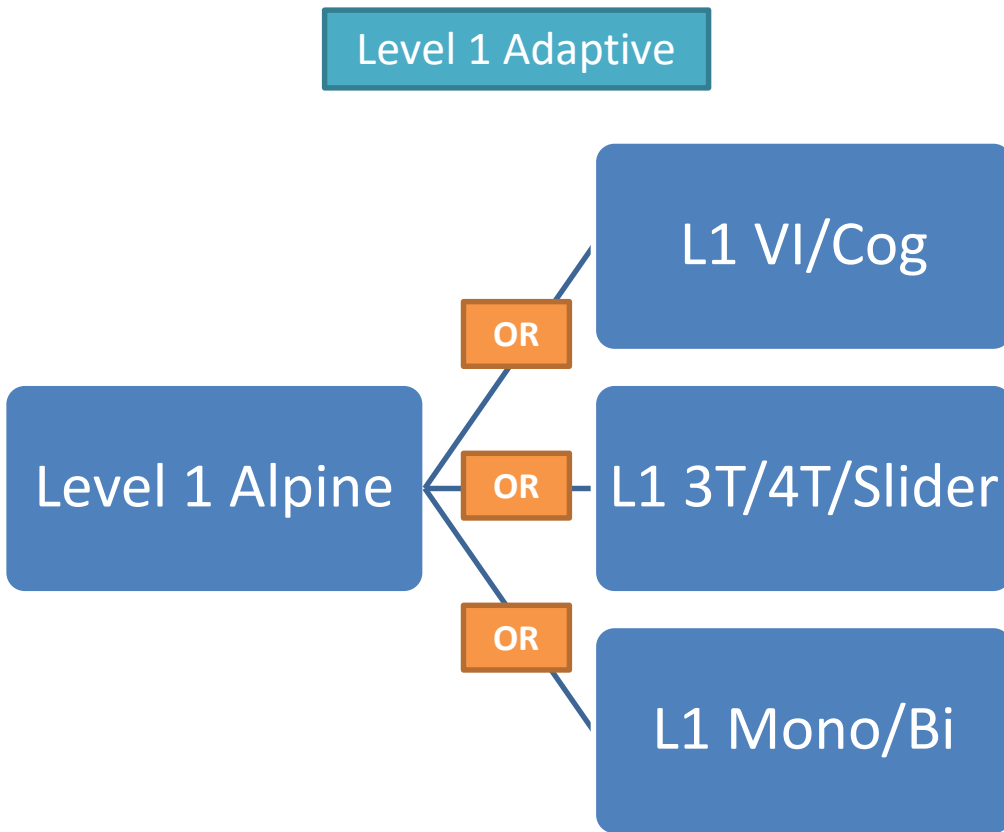 Level 1 Adaptive
L1 VI/Cog
OR
Level 1 Alpine
OR
L1 3T/4T/Slider
OR
L1 Mono/Bi